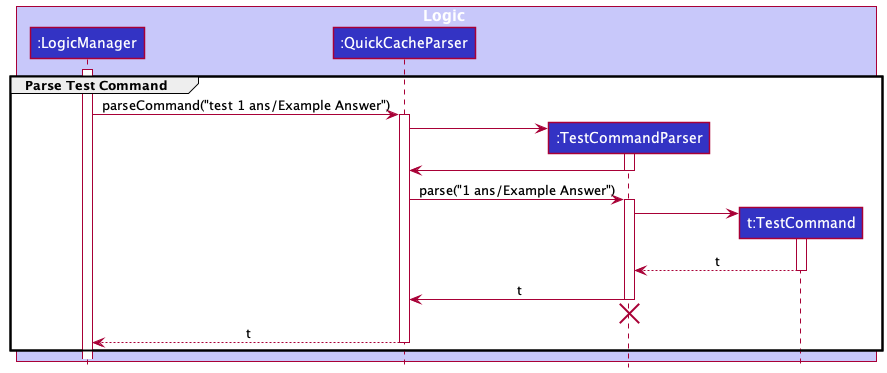 Logic
:LogicManager
:QuickCacheParser
Parse Test Command
parseCommand("test 1 ans/Example Answer")
:TestCommandParser
parse("1 ans/Example Answer")
t:TestCommand
t
t
t